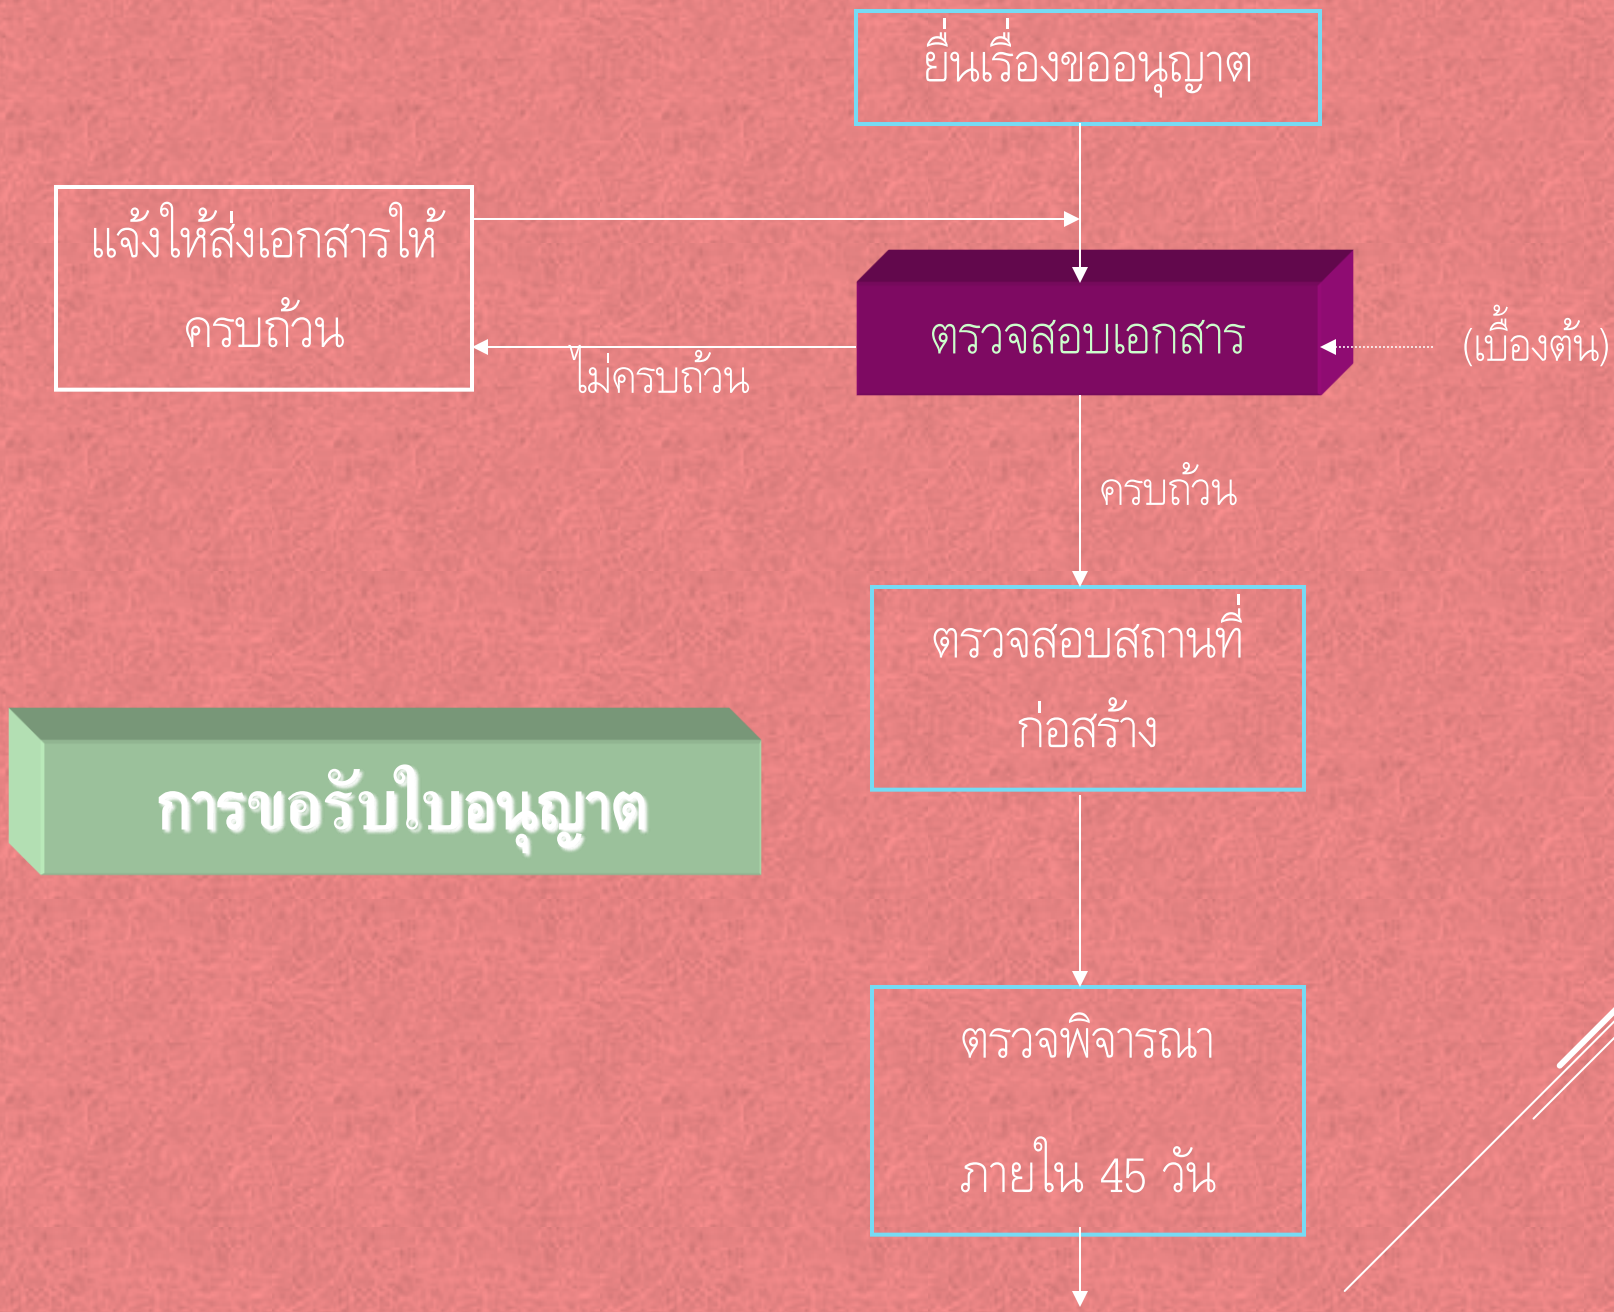 ยื่นเรื่องขออนุญาต
แจ้งให้ส่งเอกสารให้
ครบถ้วน
ตรวจสอบเอกสาร
(เบื้องต้น)
ไม่ครบถ้วน
ครบถ้วน
ตรวจสอบสถานที่
ก่อสร้าง
การขอรับใบอนุญาต
ตรวจพิจารณา
ภายใน 45 วัน